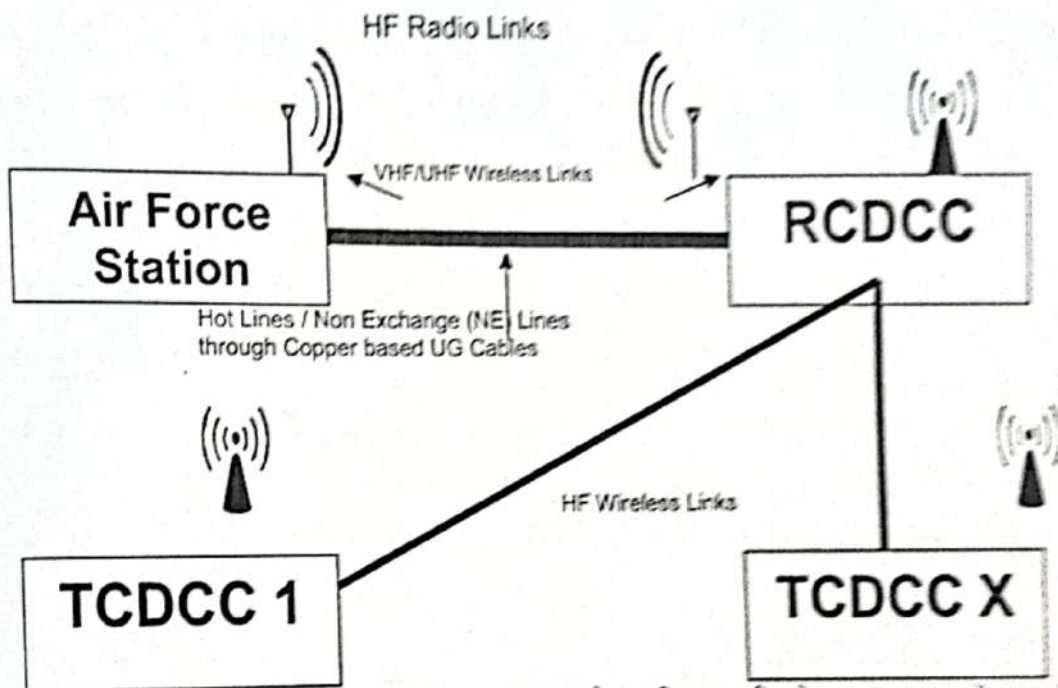 HF Radio Links
VHF/UHF Wireless Links
Air Force
Station
RCDCC
Hot Lines / Non Exchange (NE) Lines
through Copper based UG Cables
HF Wireless Links
TCDCC 1
TCDCC X